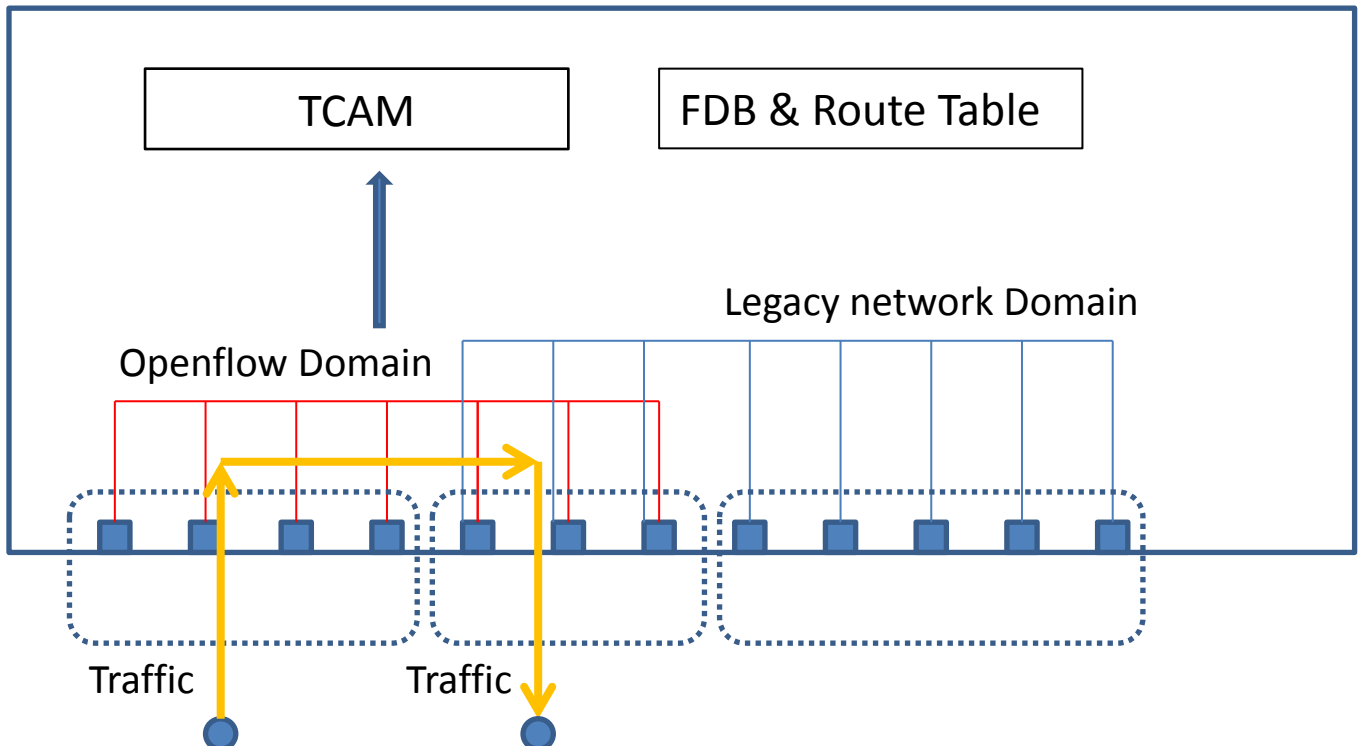 TCAM
FDB & Route Table
Legacy network Domain
Openflow Domain
Traffic
Traffic